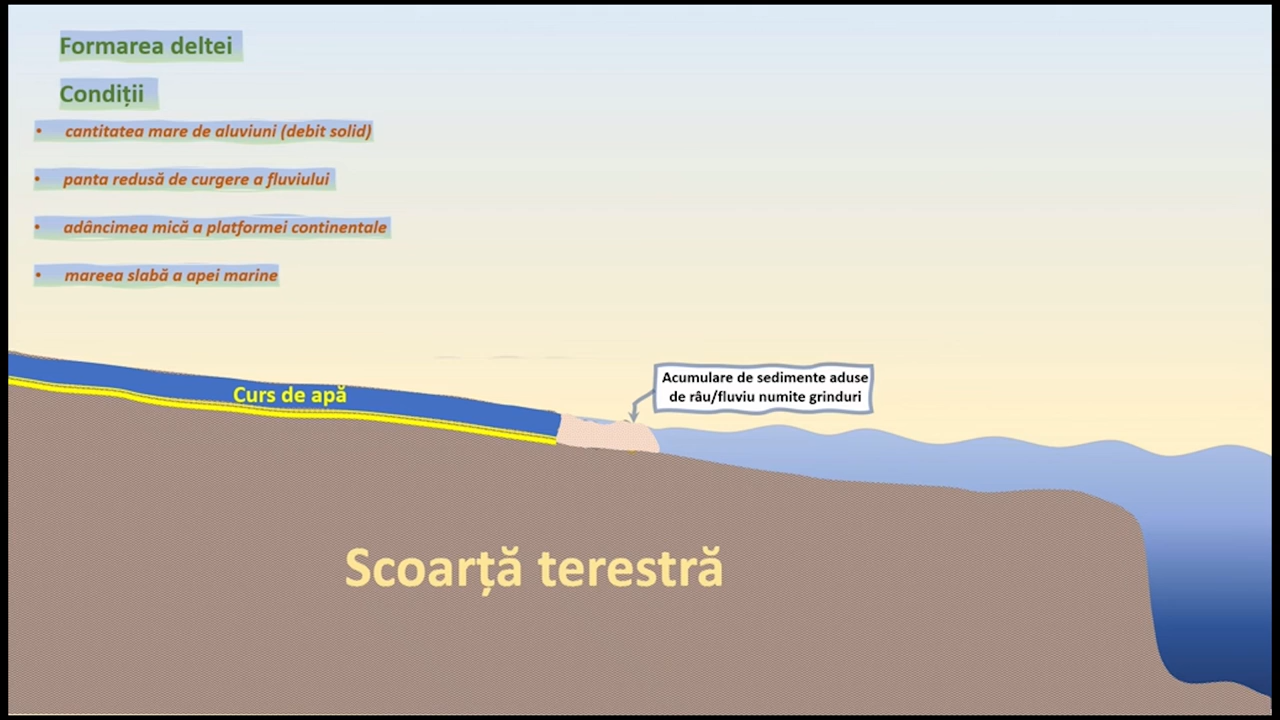 Formarea deltei
Condiții
• cantitatea mare de aluviuni (debit solid)
• panta redusă de curgere a fluviului
• adâncimea mică a platformei continentale
• mareea slabă a apei marine
Curs de apă
Acumulare de sedimente aduse
de râu/fluviu numite grinduri
Scoarță terestră